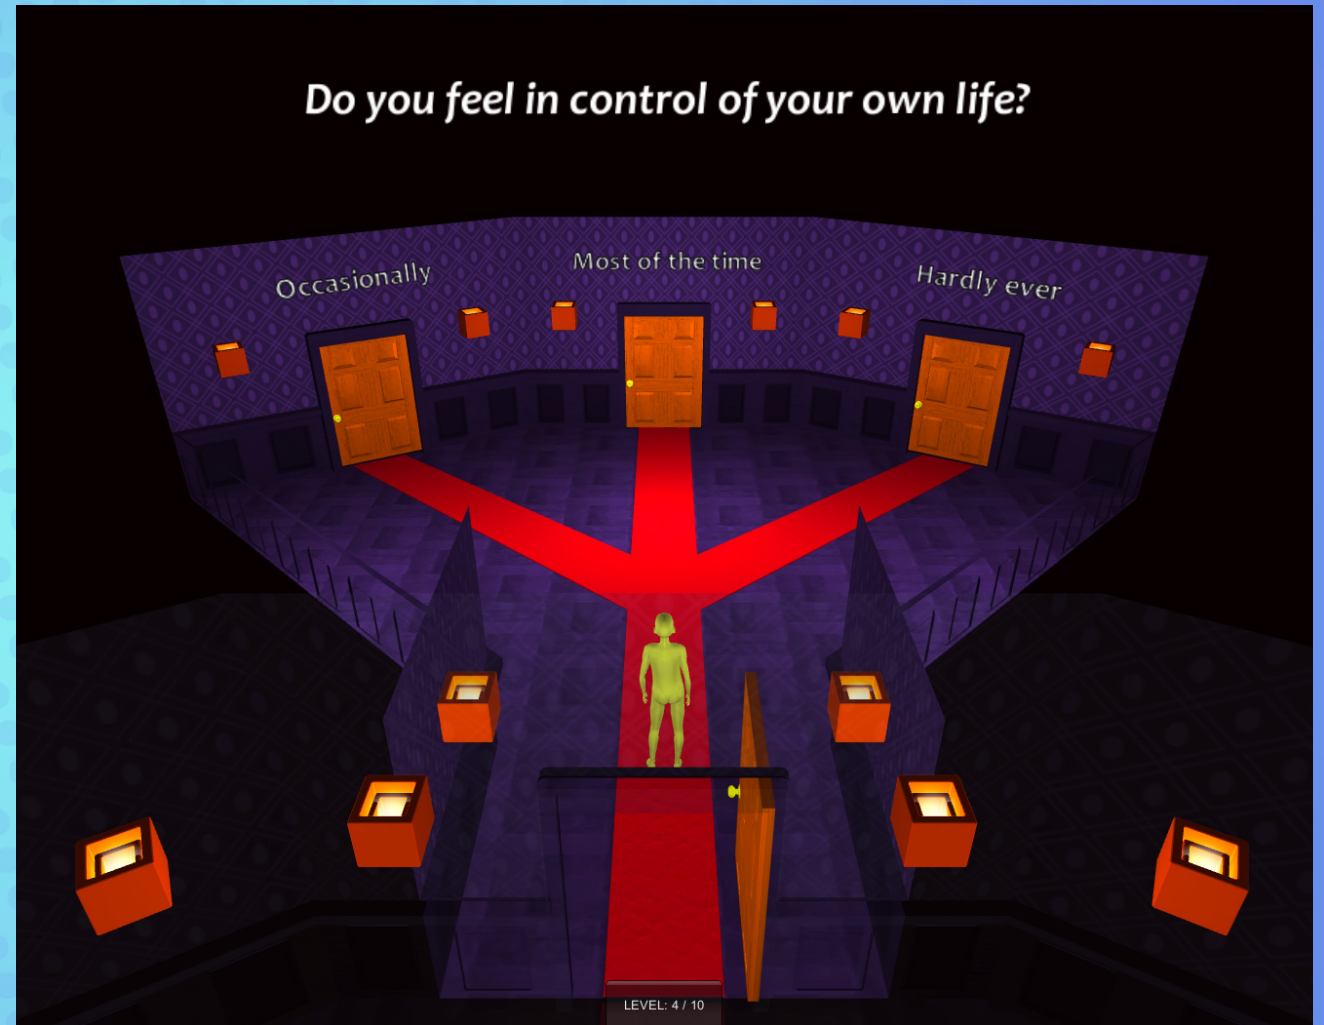 Do you feel in control of your own life?
Occasionally
Most of the time
Hardly ever
LEVEL: 4 / 10